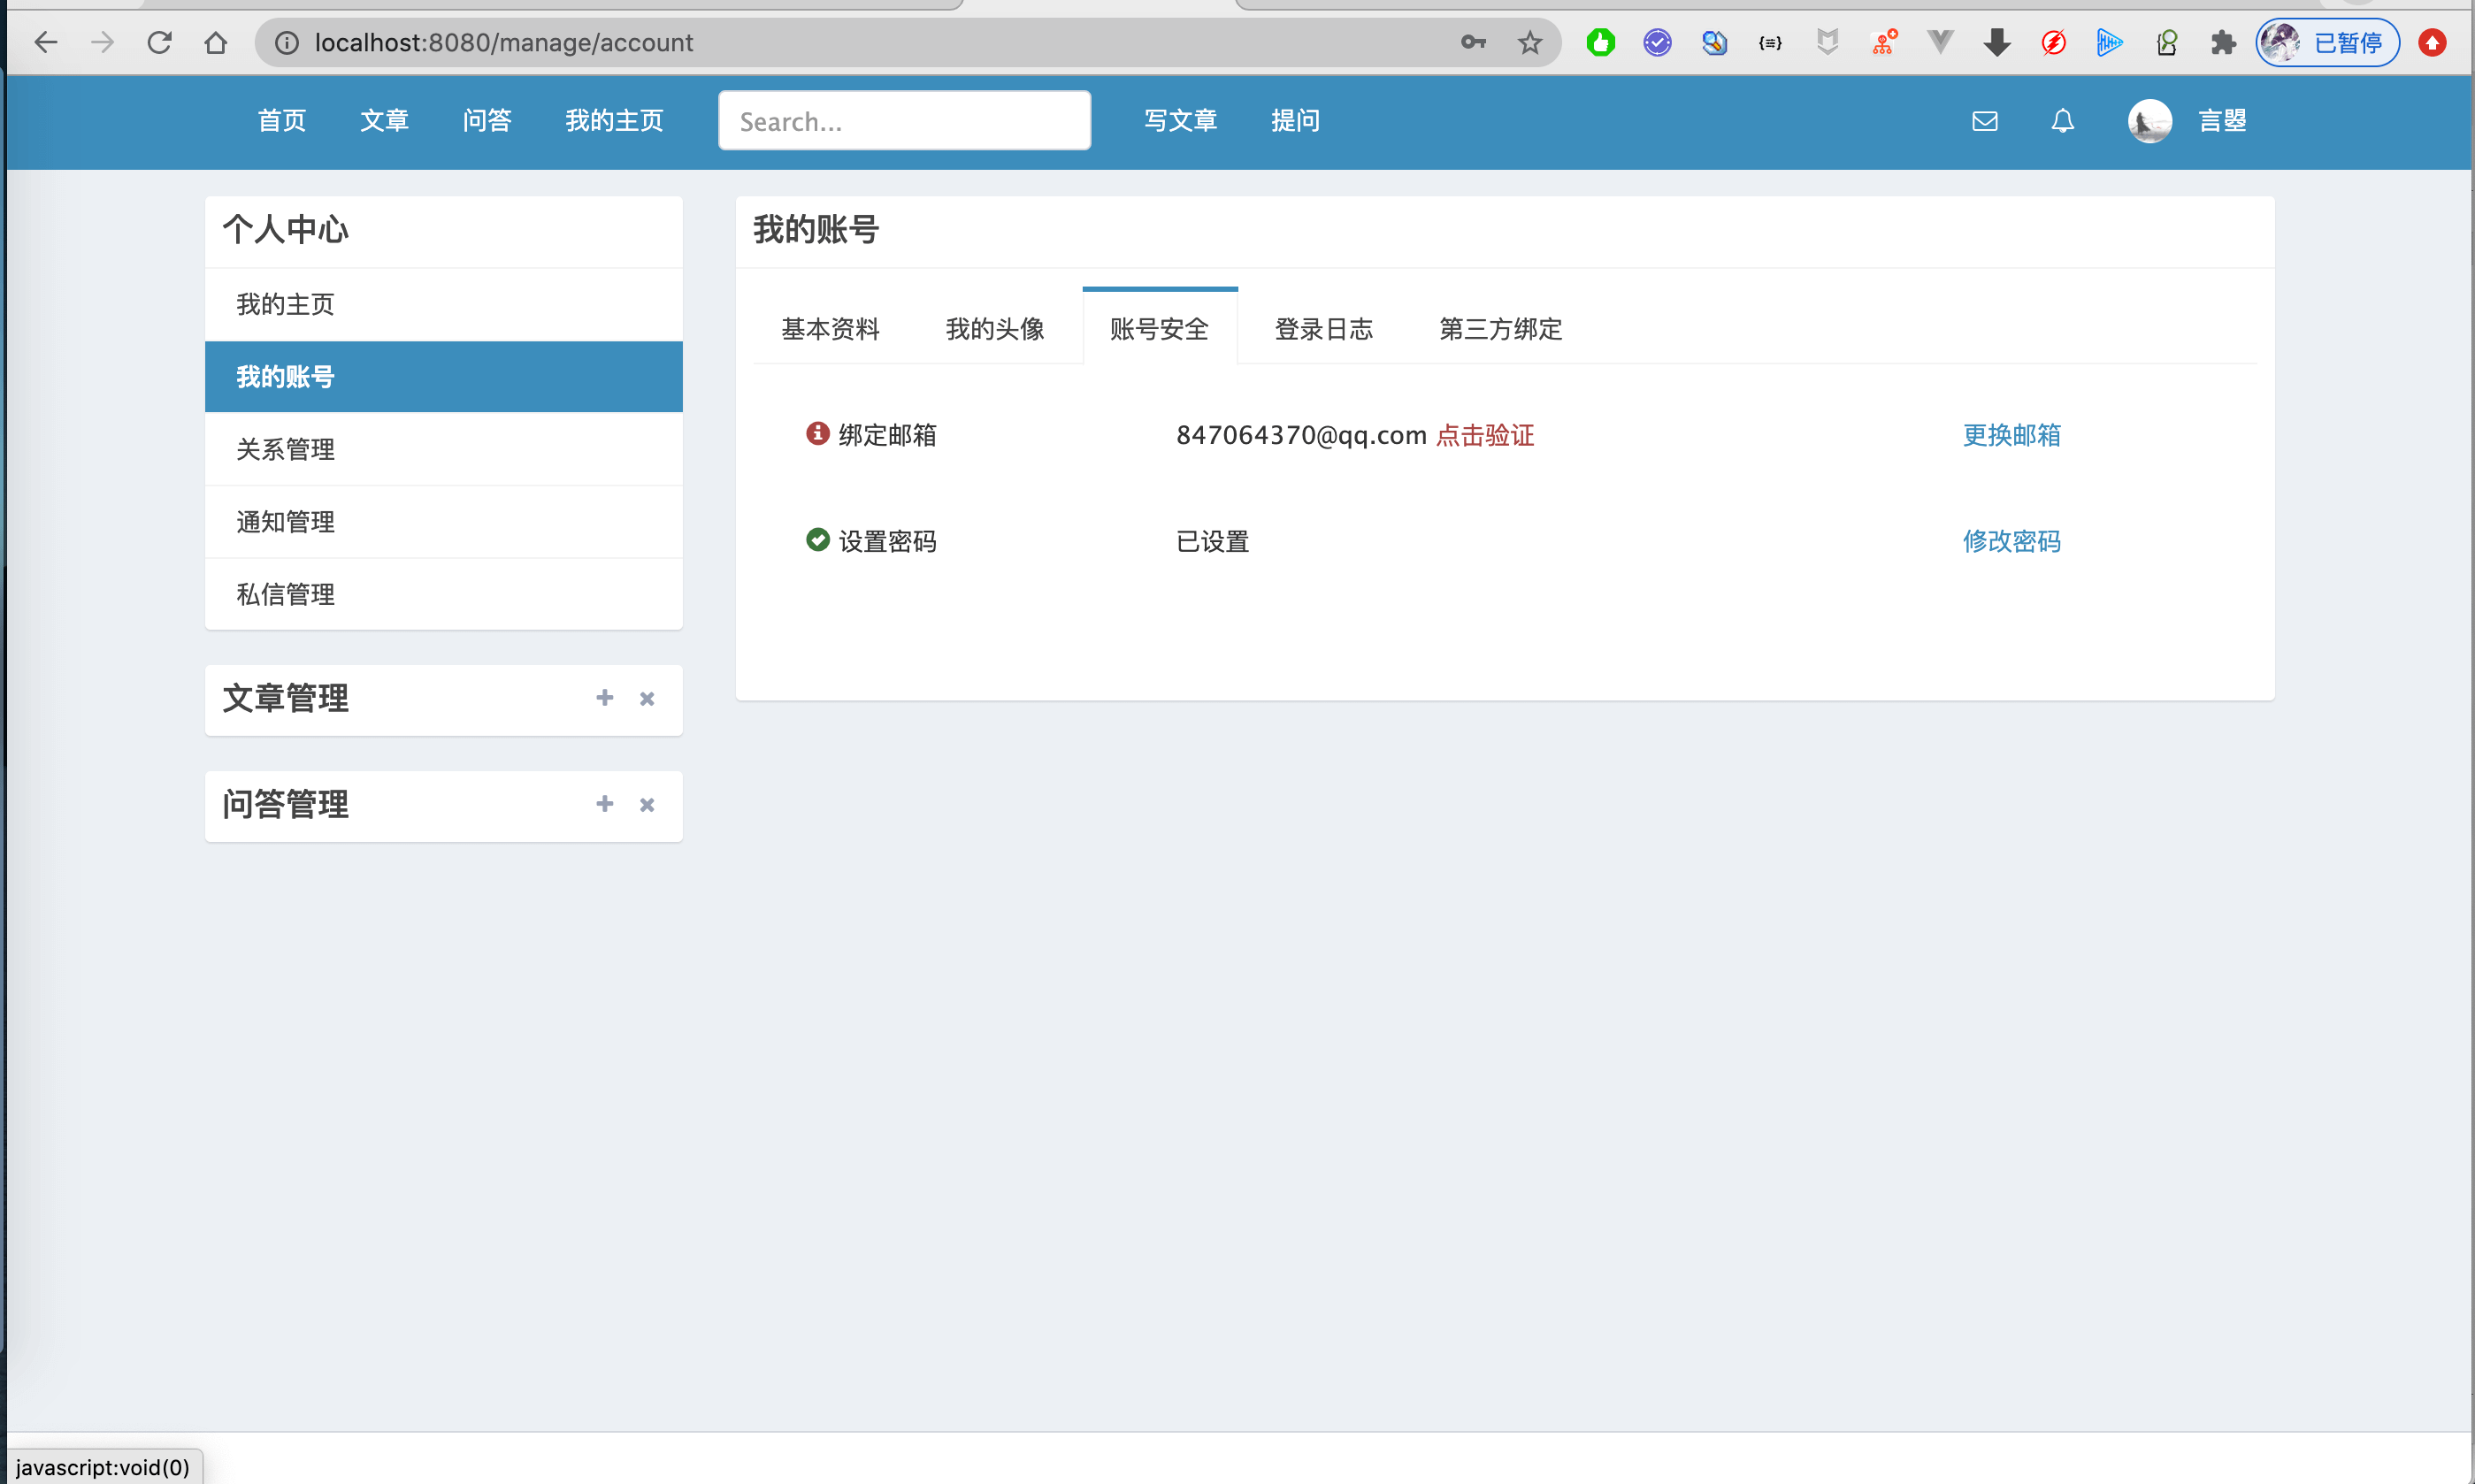 localhost:8080/manage/account
已暂停
首页 文章 问答 我的主页 Search... 写文章 提问 言曌
个人中心
我的主页
我的账号
关系管理
通知管理
私信管理
文章管理
问答管理
我的账号
基本资料 我的头像 账号安全 登录日志 第三方绑定
绑定邮箱 847064370@qq.com 点击验证 更换邮箱
设置密码 已设置 修改密码
javascript:void(0)